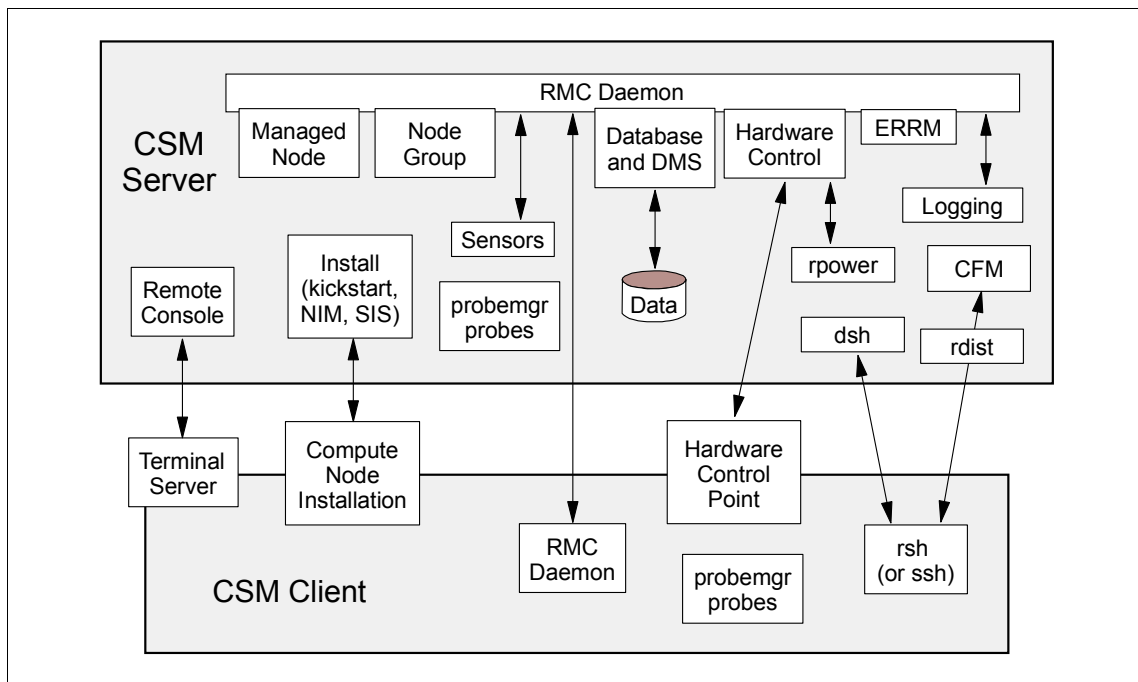 RMC Daemon
CSM
Server
Managed
Node
Node
Group
Database
and DMS
Hardware
Control
ERRM
Logging
Sensors
Install
(kickstart,
NIM, SIS)
rpower
CFM
Remote
Console
probemgr
probes
Data
dsh
rdist
Terminal
Server
Compute
Node
Installation
Hardware
Control
Point
CSM Client
RMC
Daemon
probemgr
probes
rsh
(or ssh)